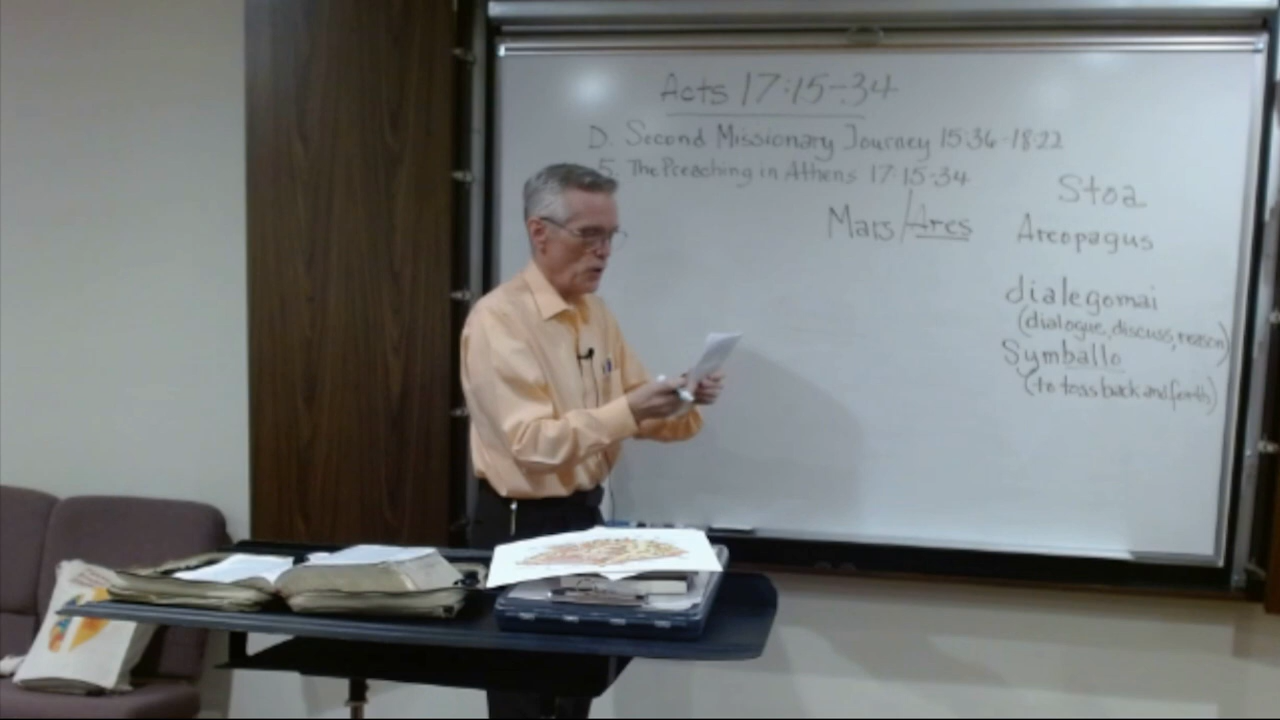 Acts 17:15-34
D. Second Missionary Journey 15:36-18:22
5. The Preaching in Athens 17:15-34
Stoa
Mars/Ares
Areopagus
dialegomai
(dialogue, discuss, reason)
Symballo
(to toss back and forth)